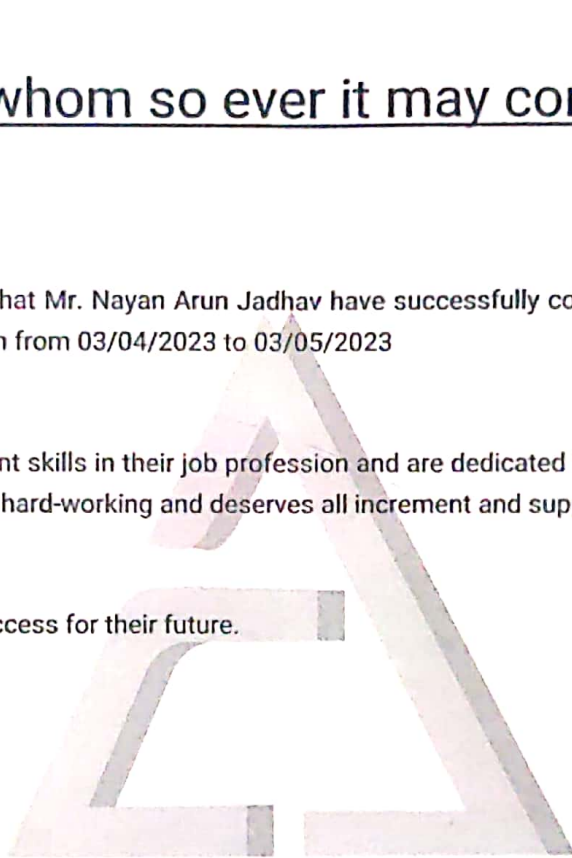 whom so ever it may con
hat Mr. Nayan Arun Jadhav have successfully co
n from 03/04/2023 to 03/05/2023
nt skills in their job profession and are dedicated
hard-working and deserves all increment and sup
ccess for their future.